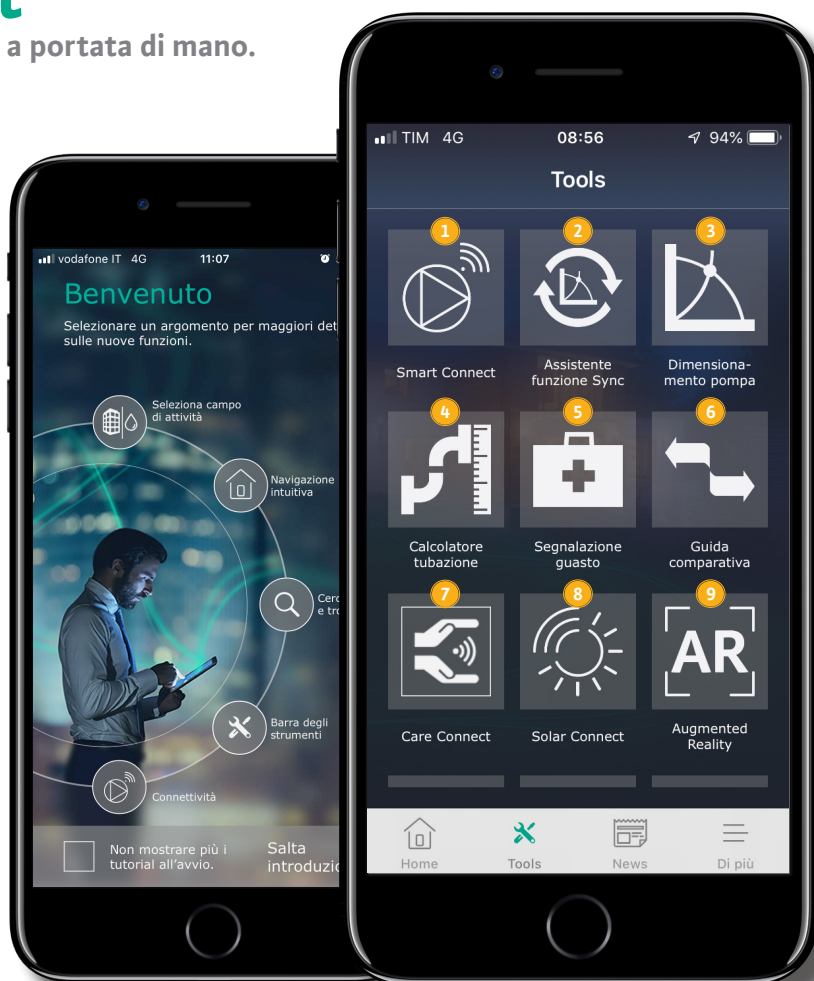 a portata di mano.
vodafone IT 4G 11:07
Benvenuto
Selezionare un argomento per maggiori det
sulle nuove funzioni.
Seleziona campo
di attività
Navigazione
intuitiva
Cerc
e tro
Barra degli
strumenti
Connettività
Non mostrare più i
tutorial all'avvio.
Salta
introduzio
TIM 4G 08:56 94%
Tools
1 2 3
Smart Connect
Assistente
funzione Sync
Dimensiona-
mento pompa
4 5 6
Calcolatore
tubazione
Segnalazione
guasto
Guida
comparativa
7 8 9
AR
Care Connect
Solar Connect
Augmented
Reality
Home Tools News Di più